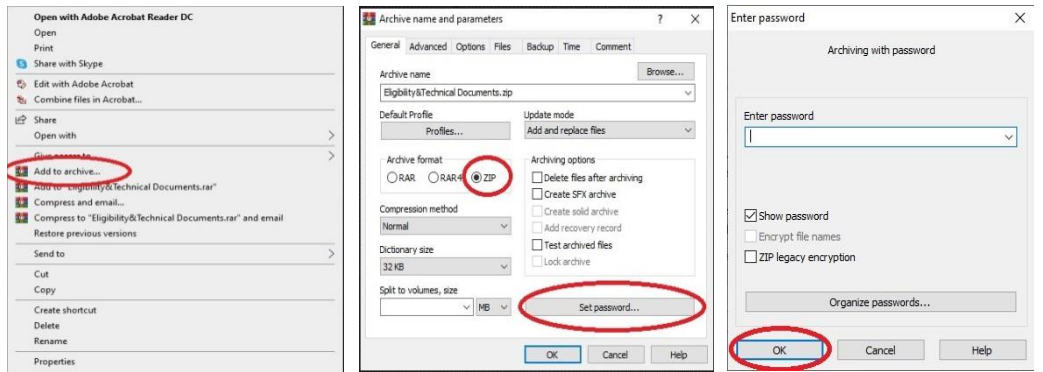 Open with Adobe Acrobat Reader DC
Open
Print
Share with Skype
Edit with Adobe Acrobat
Combine files in Acrobat...
Share
Open with
Give access to
Add to archive...
Add to "Eligibility&Technical Documents.rar"
Compress and email...
Compress to "Eligibility&Technical Documents.rar" and email
Restore previous versions
Send to
Cut
Copy
Create shortcut
Delete
Rename
Properties
Archive name and parameters ? X
General Advanced Options Files Backup Time Comment
Archive name Browse...
Eligibility&Technical Documents.zip
Default Profile Update mode
Profiles... Add and replace files
Archive format Archiving options
RAR RAR4 ZIP Delete files after archiving
Create SFX archive
Compression method Create solid archive
Normal Add recovery record
Test archived files
Dictionary size Lock archive
32 KB
Split to volumes, size
MB Set password...
OK Cancel Help
Enter password X
Archiving with password
Enter password
Show password
Encrypt file names
ZIP legacy encryption
Organize passwords...
OK Cancel Help